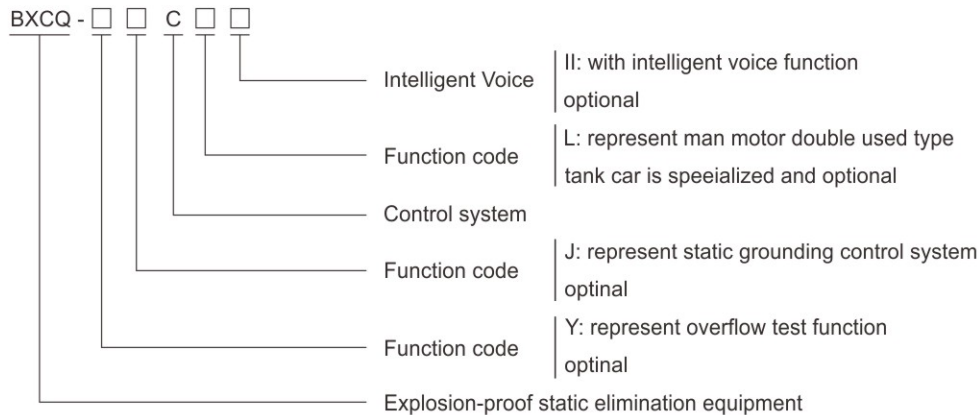 BXCQ - □ □ C □ □
Intelligent Voice
II: with intelligent voice function
optional
Function code
L: represent man motor double used type
tank car is speeialized and optional
Control system
Function code
J: represent static grounding control system
optinal
Function code
Y: represent overflow test function
optinal
Explosion-proof static elimination equipment